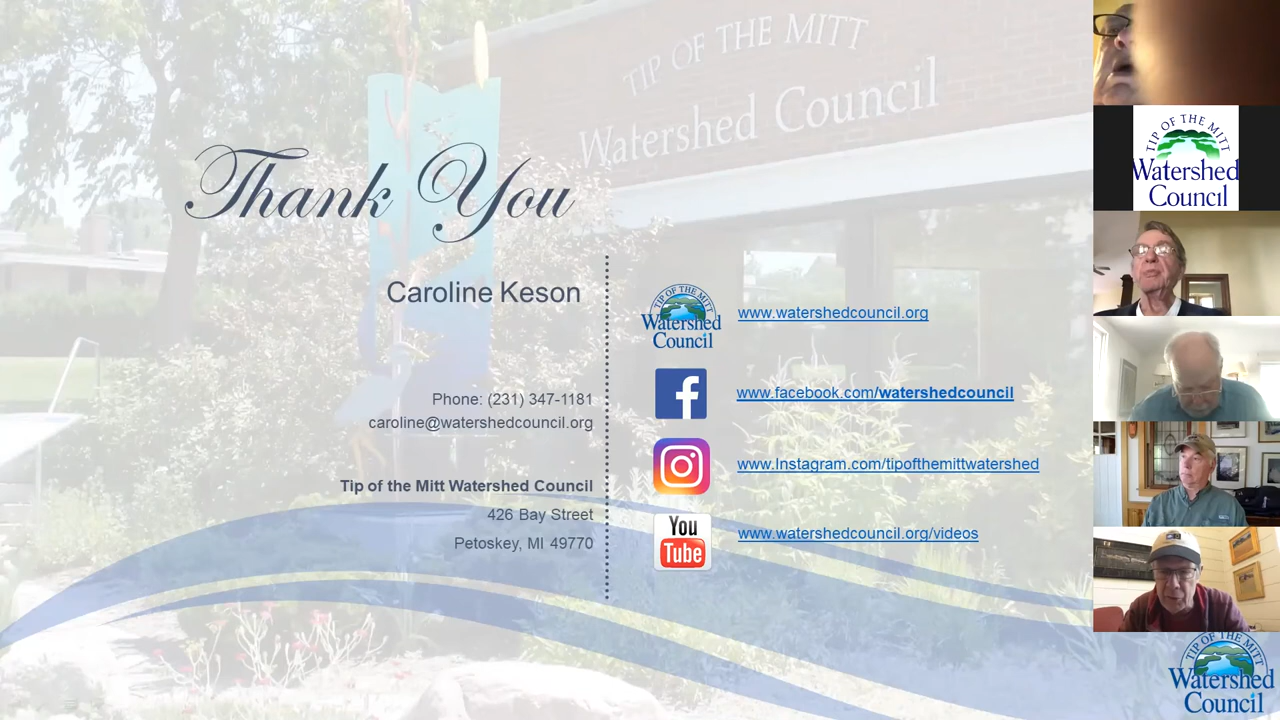 TIP OF THE MITT
Watershed Council
Thank You
Caroline Keson
Phone: (231) 347-1181
caroline@watershedcouncil.org
Tip of the Mitt Watershed Council
426 Bay Street
Petoskey, MI 49770
TIP OF THE MITT
Watershed
Council
www.watershedcouncil.org
www.facebook.com/watershedcouncil
www.Instagram.com/tipofthemittwatershed
You
Tube
www.watershedcouncil.org/videos
TIP OF THE MITT
Watershed
Council
TIP OF THE MITT
Watershed
Council